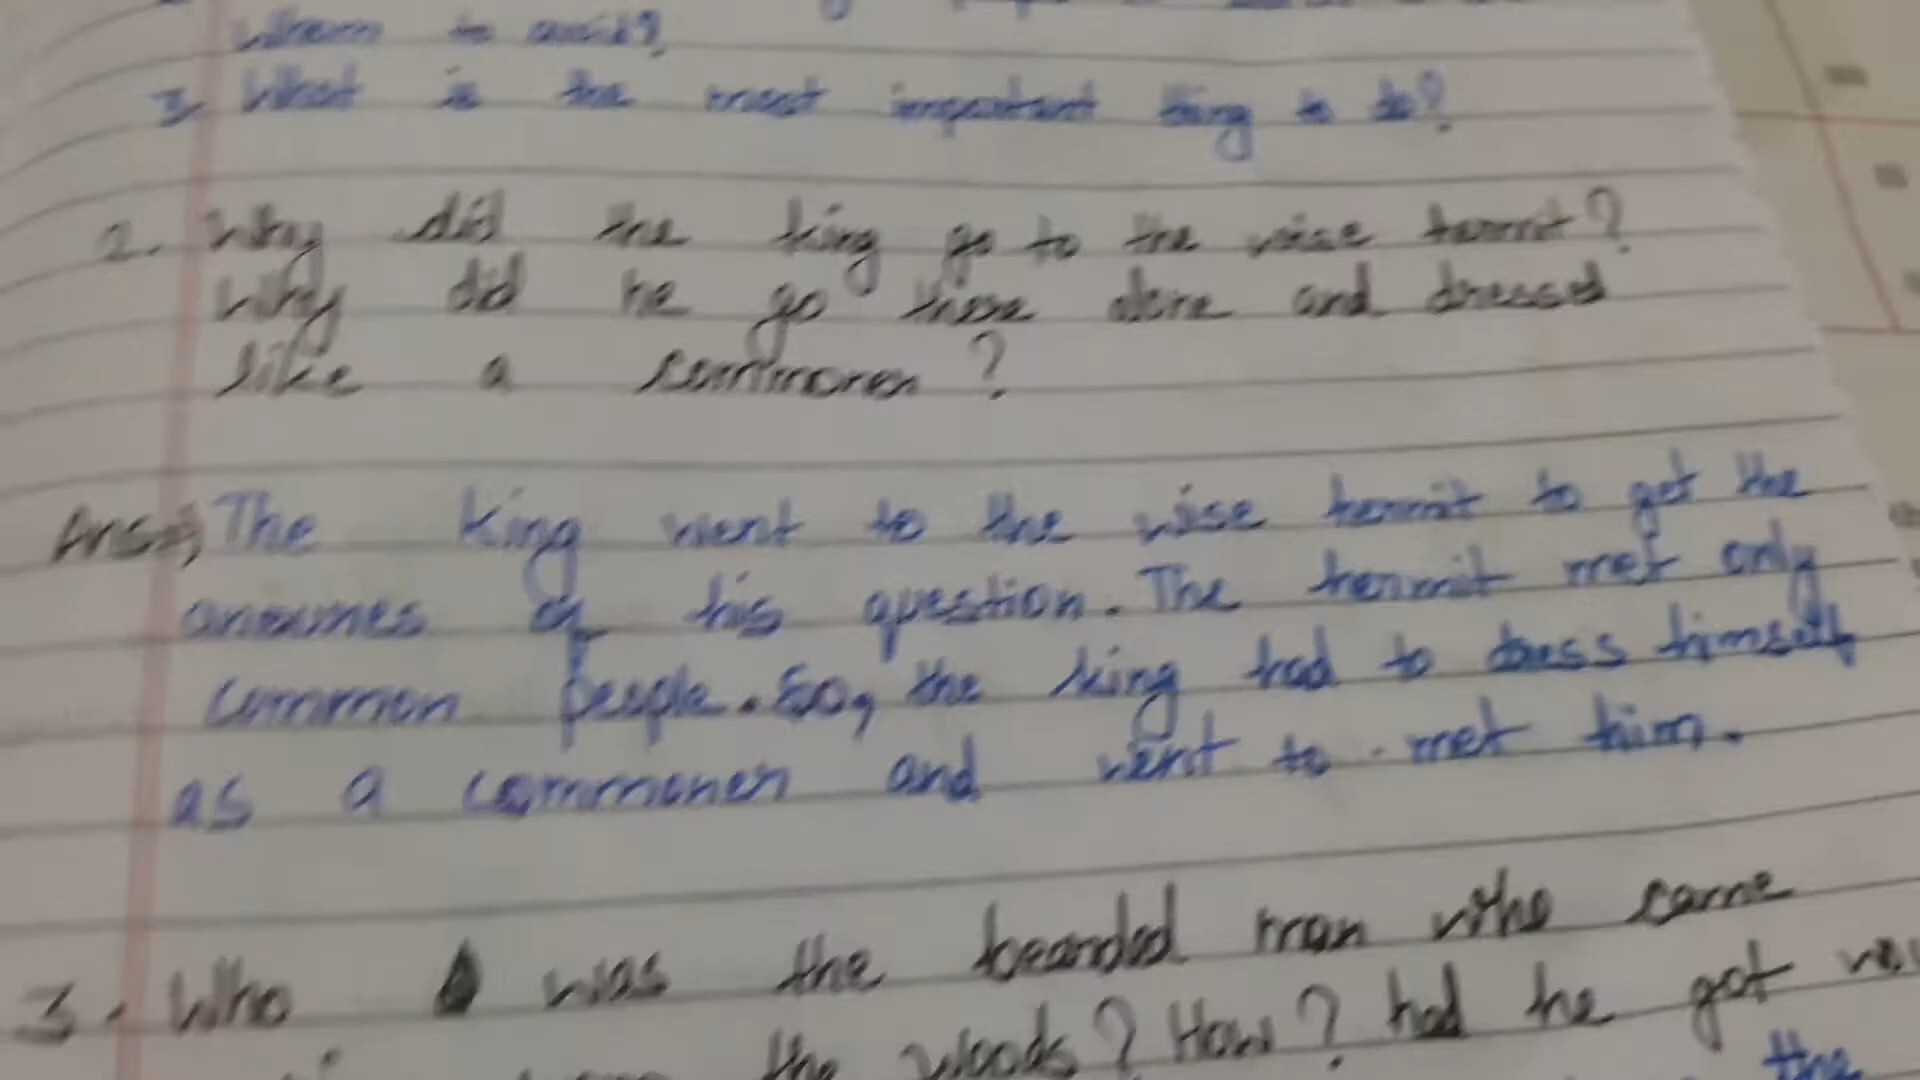 whom to avoid?
3. What is the most important thing to do?
2. Why did the king go to the wise hermit?
Why did he go there alone and dressed
like a commoner?
Ans:, The king went to the wise hermit to get the
answers of his question. The hermit met only
common people. So, the king had to dress himself
as a commoner and went to met him.
3. Who was the bearded man who came
the woods? How? had he got
the